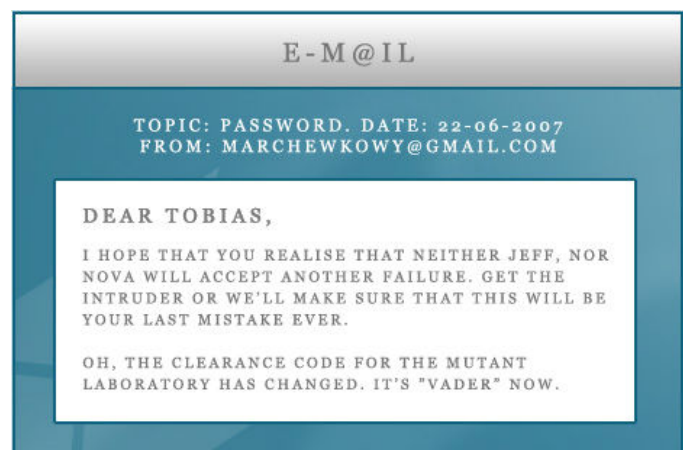 E-M@IL
TOPIC: PASSWORD. DATE: 22-06-2007
FROM: MARCHEWKOWY@GMAIL.COM
DEAR TOBIAS,
I HOPE THAT YOU REALISE THAT NEITHER JEFF, NOR
NOVA WILL ACCEPT ANOTHER FAILURE. GET THE
INTRUDER OR WE'LL MAKE SURE THAT THIS WILL BE
YOUR LAST MISTAKE EVER.
OH, THE CLEARANCE CODE FOR THE MUTANT
LABORATORY HAS CHANGED. IT'S "VADER" NOW.